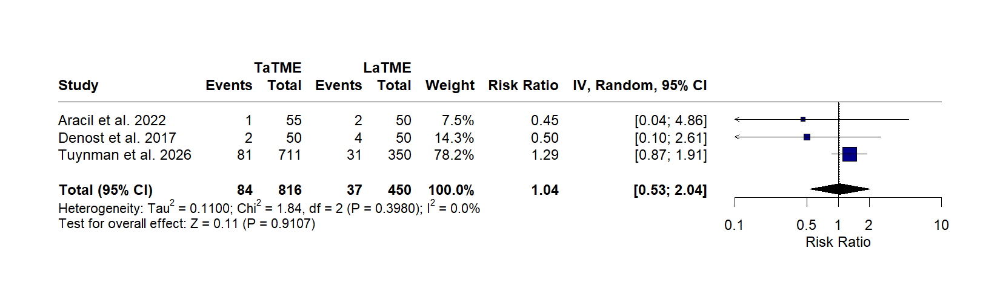 TaTME LaTME
Study Events Total Events Total Weight Risk Ratio IV, Random, 95% CI
Aracil et al. 2022 1 55 2 50 7.5% 0.45 [0.04; 4.86]
Denost et al. 2017 2 50 4 50 14.3% 0.50 [0.10; 2.61]
Tuynman et al. 2026 81 711 31 350 78.2% 1.29 [0.87; 1.91]
Total (95% CI) 84 816 37 450 100.0% 1.04 [0.53; 2.04]
Heterogeneity: Tau² = 0.1100; Chi² = 1.84, df = 2 (P = 0.3980); I² = 0.0%
Test for overall effect: Z = 0.11 (P = 0.9107)
0.1 0.5 1 2 10
Risk Ratio